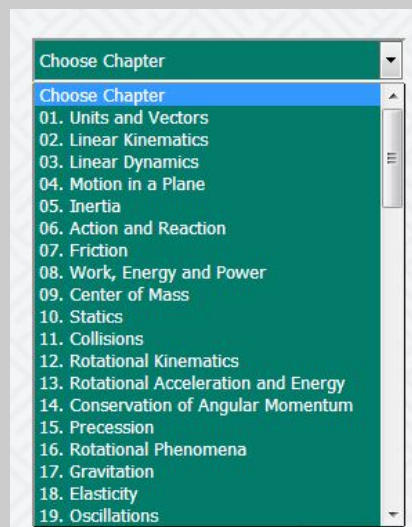 Choose Chapter
Choose Chapter
01. Units and Vectors
02. Linear Kinematics
03. Linear Dynamics
04. Motion in a Plane
05. Inertia
06. Action and Reaction
07. Friction
08. Work, Energy and Power
09. Center of Mass
10. Statics
11. Collisions
12. Rotational Kinematics
13. Rotational Acceleration and Energy
14. Conservation of Angular Momentum
15. Precession
16. Rotational Phenomena
17. Gravitation
18. Elasticity
19. Oscillations